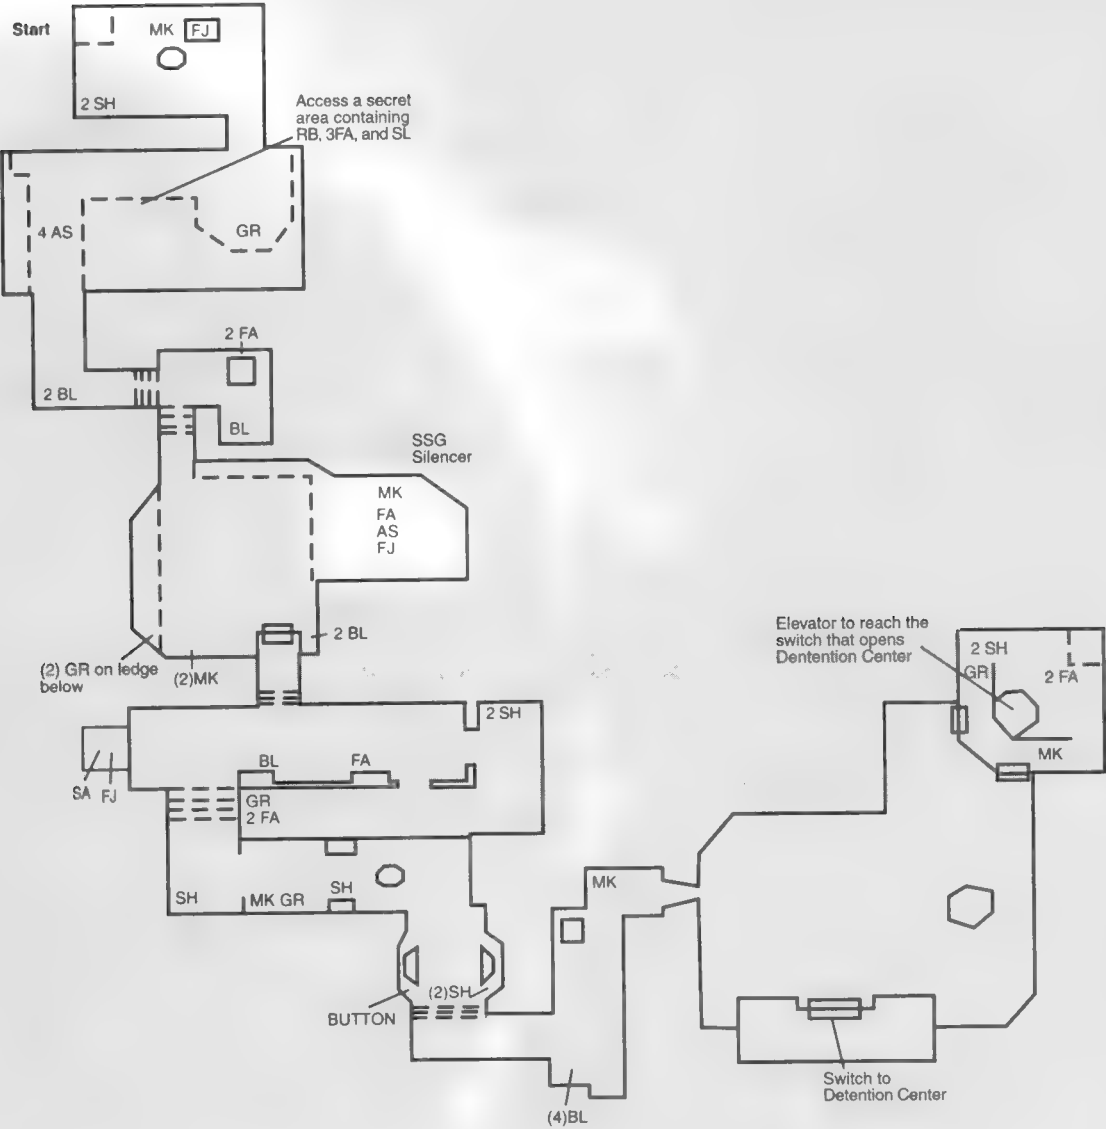 Start
MK
FJ
2 SH
Access a secret
area containing
RB, 3FA, and SL
4 AS
GR
2 FA
2 BL
BL
SSG
Silencer
MK
FA
AS
FJ
2 BL
(2) GR on ledge
below
(2)MK
Elevator to reach the
switch that opens
Dentention Center
2 SH
GR
2 FA
MK
2 SH
BL
FA
SA
FJ
GR
2 FA
SH
MK GR
SH
MK
(2)SH
BUTTON
Switch to
Detention Center
(4)BL